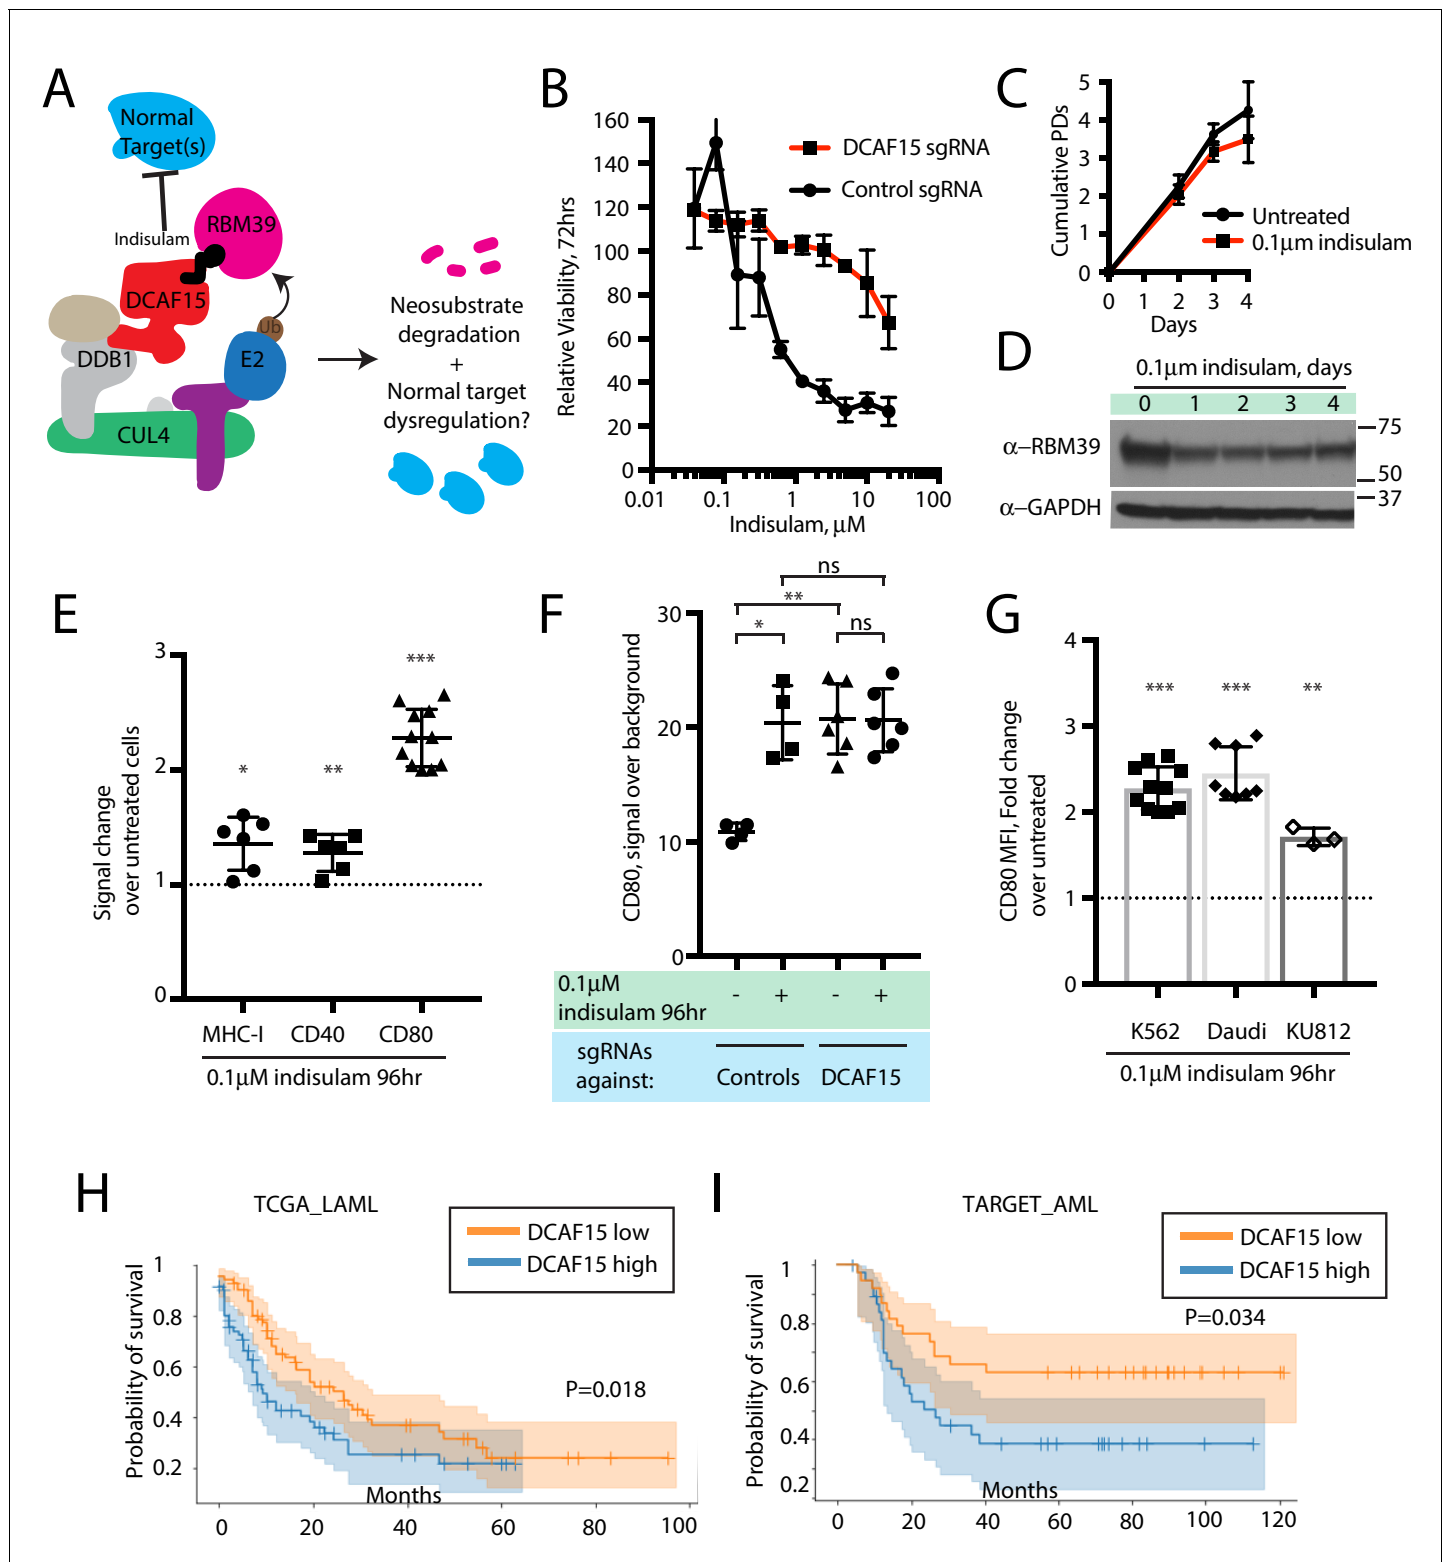 A
Normal
Target(s)
Indisulam
RBM39
DCAF15
Ub
DDB1
E2
CUL4
Neosubstrate
degradation
+
Normal target
dysregulation?
B
Relative Viability, 72hrs
160
140
120
100
80
60
40
20
0
0.01
0.1
1
10
100
Indisulam, μM
DCAF15 sgRNA
Control sgRNA
C
Cumulative PDs
5
4
3
2
1
0
0
1
2
3
4
Days
Untreated
0.1μm indisulam
D
0.1μm indisulam, days
0 1 2 3 4
α–RBM39
α–GAPDH
75
50
37
E
Signal change
over untreated cells
3
2
1
0
*
**
***
MHC-I
CD40
CD80
0.1μM indisulam 96hr
F
CD80, signal over background
30
20
10
0
ns
**
*
ns
0.1μM
indisulam 96hr
- + - +
sgRNAs
against:
Controls
DCAF15
G
CD80 MFI, Fold change
over untreated
4
3
2
1
0
***
***
**
K562
Daudi
KU812
0.1μM indisulam 96hr
H
TCGA_LAML
DCAF15 low
DCAF15 high
Probability of survival
1
0.8
0.6
0.4
0.2
P=0.018
Months
0
20
40
60
80
100
I
TARGET_AML
DCAF15 low
DCAF15 high
P=0.034
Probability of survival
1
0.8
0.6
0.4
0.2
Months
0
20
40
60
80
100
120